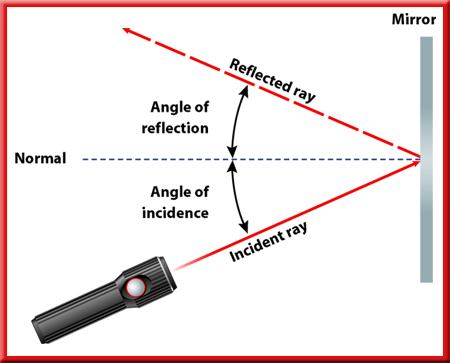 Mirror
Reflected ray
Angle of
reflection
Normal
Angle of
incidence
Incident ray